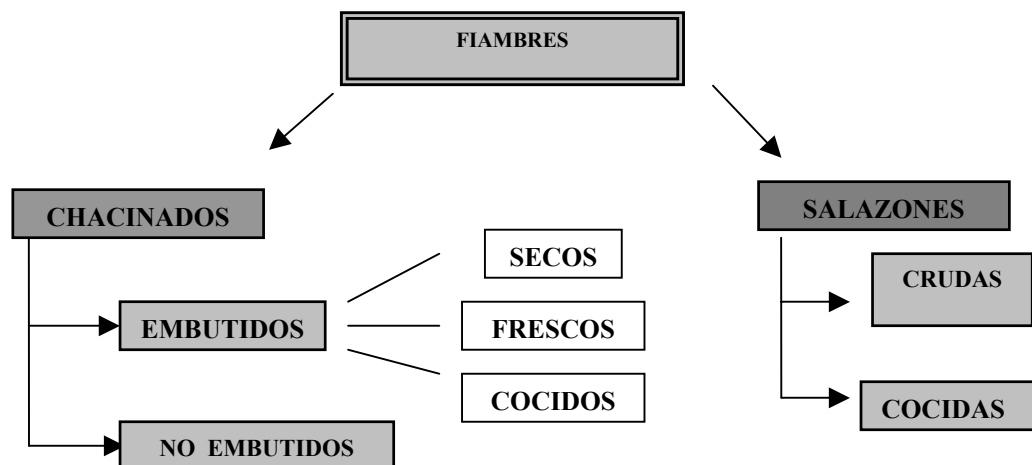 FIAMBRES
CHACINADOS
SALAZONES
SECOS
CRUDAS
EMBUTIDOS
FRESCOS
COCIDOS
COCIDAS
NO EMBUTIDOS